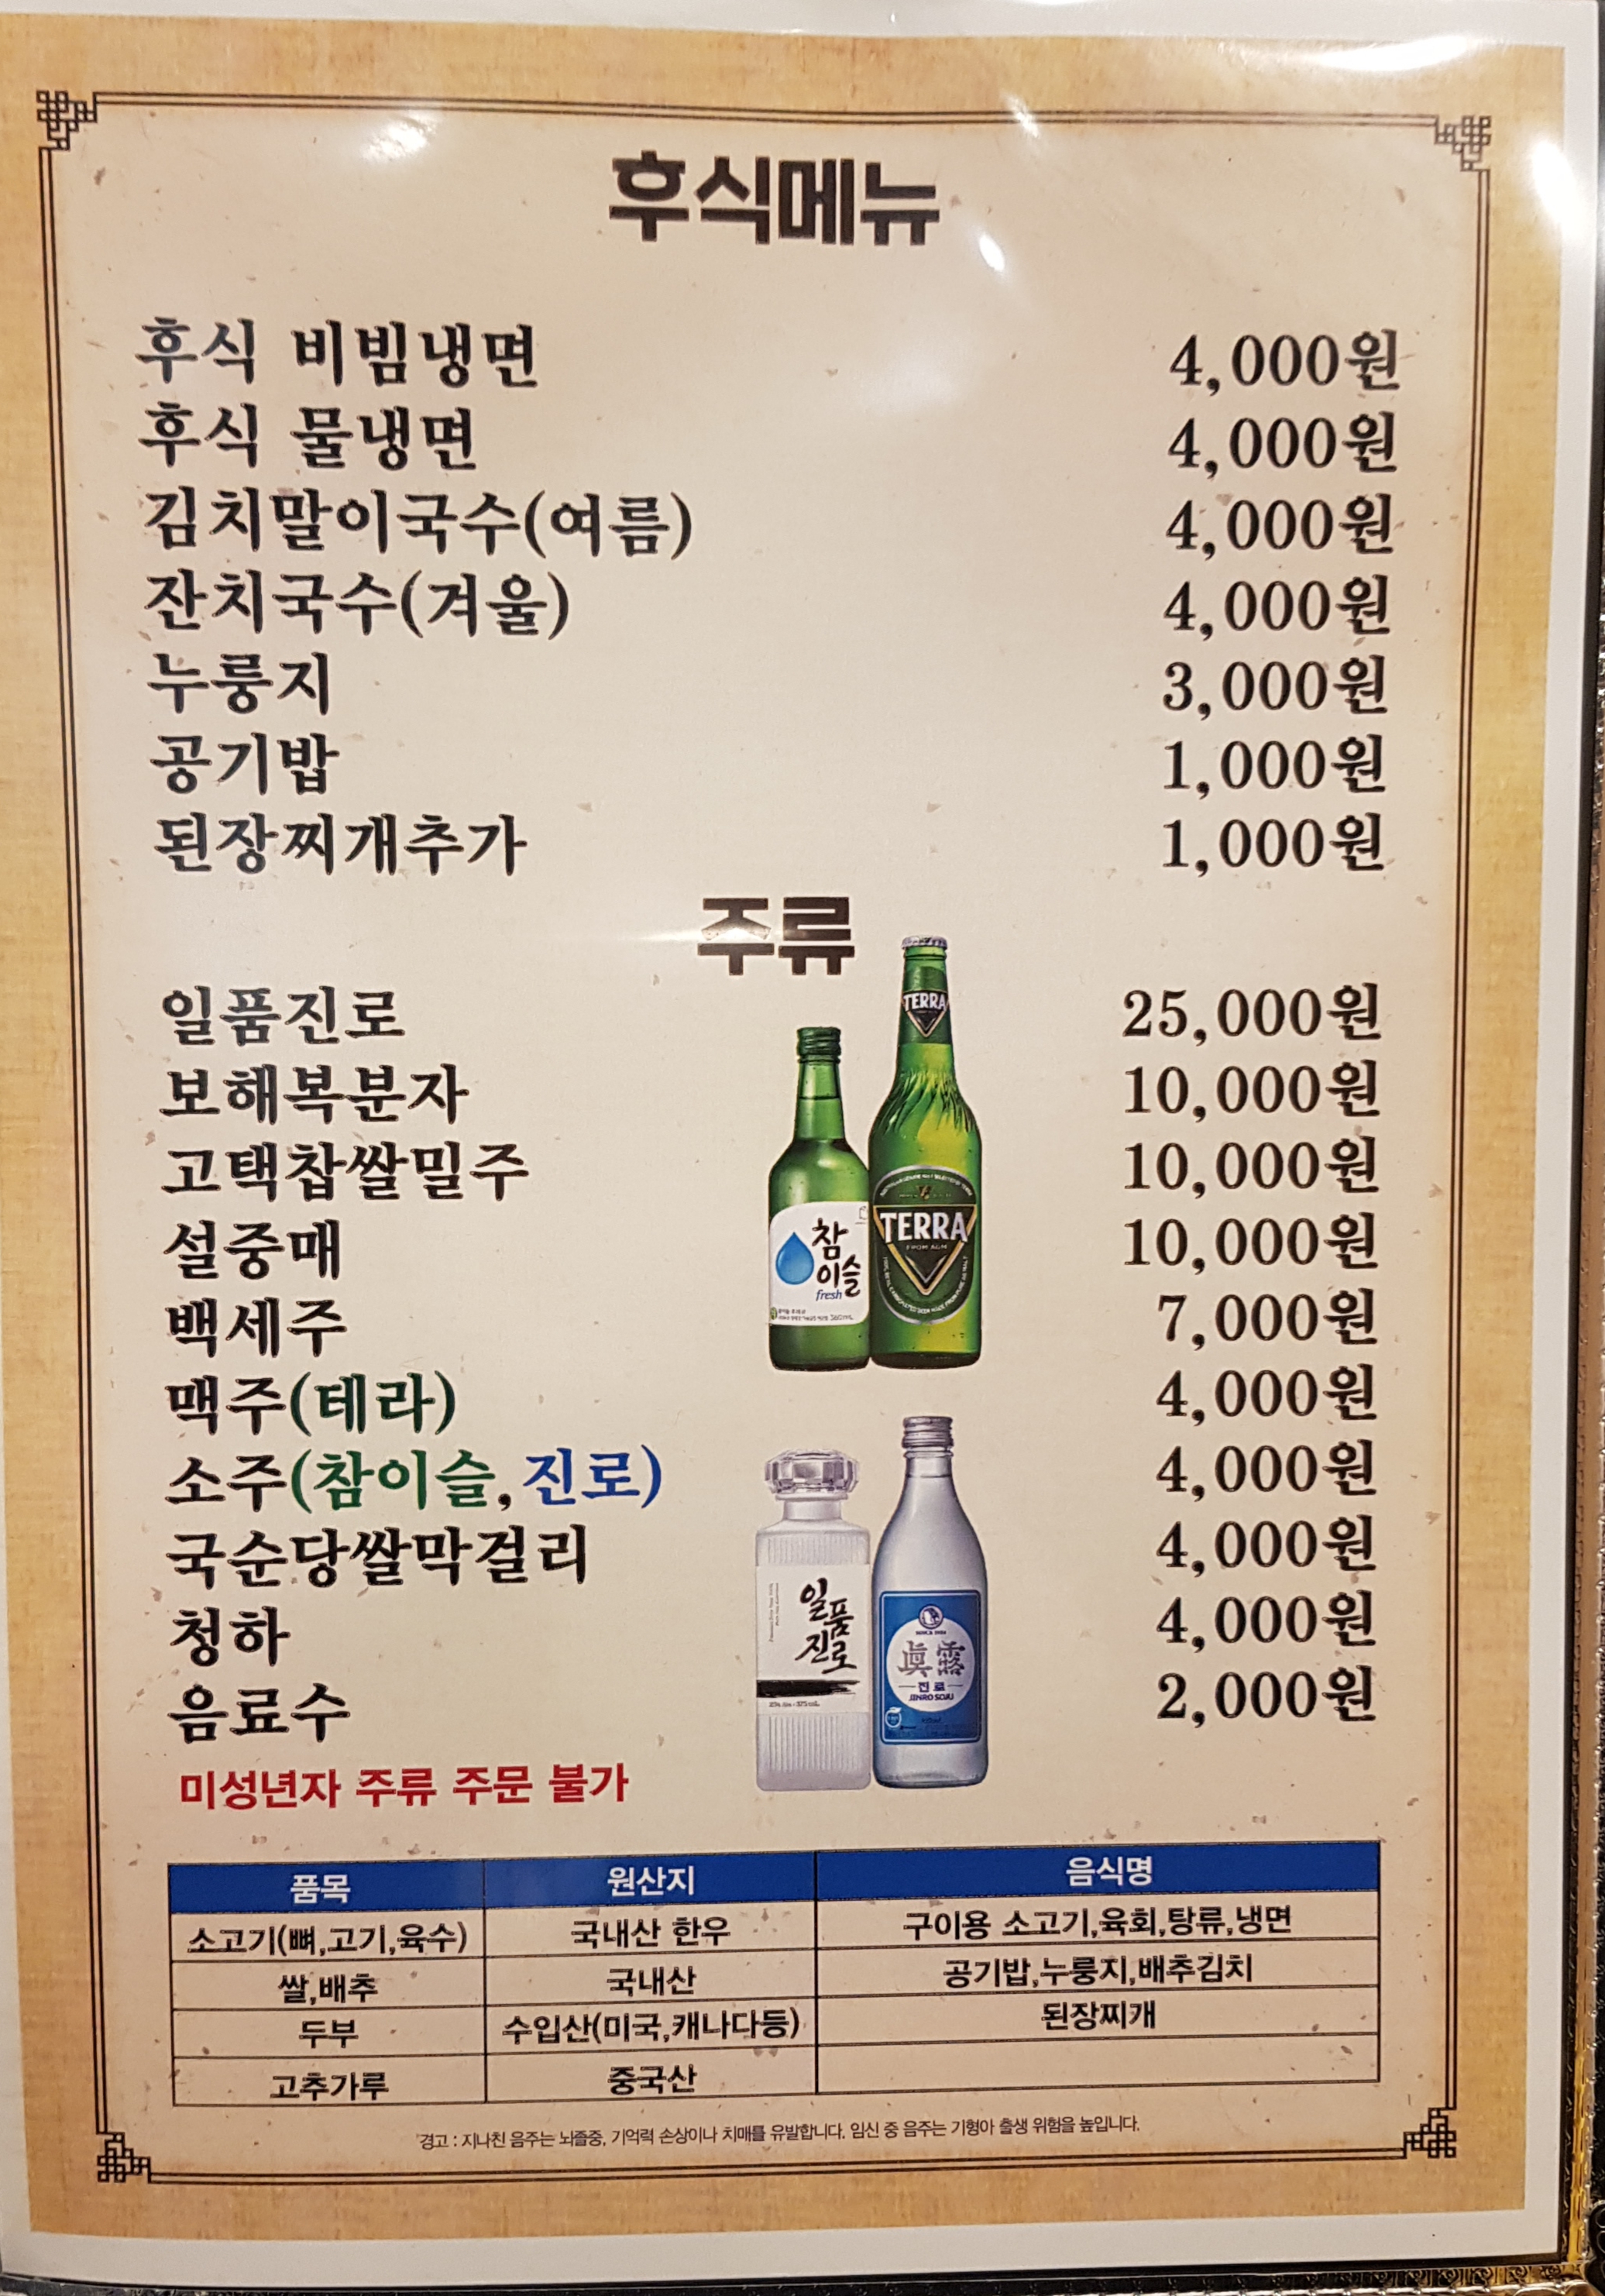 후식메뉴
후식 비빔냉면 4,000원
후식 물냉면 4,000원
김치말이국수(여름) 4,000원
잔치국수(겨울) 4,000원
누룽지 3,000원
공기밥 1,000원
된장찌개추가 1,000원
주류
일품진로 25,000원
보해복분자 10,000원
고택찹쌀밀주 10,000원
설중매 10,000원
백세주 7,000원
맥주(테라) 4,000원
소주(참이슬,진로) 4,000원
국순당쌀막걸리 4,000원
청하 4,000원
음료수 2,000원
TERRA
참
이슬
fresh
TERRA
일품
진로
眞露
진로
JINRO SOJU
미성년자 주류 주문 불가
품목 원산지 음식명
소고기(뼈,고기,육수) 국내산 한우 구이용 소고기,육회,탕류,냉면
쌀,배추 국내산 공기밥,누룽지,배추김치
두부 수입산(미국,캐나다등) 된장찌개
고추가루 중국산
경고 : 지나친 음주는 뇌졸중, 기억력 손상이나 치매를 유발합니다. 임신 중 음주는 기형아 출생 위험을 높입니다.